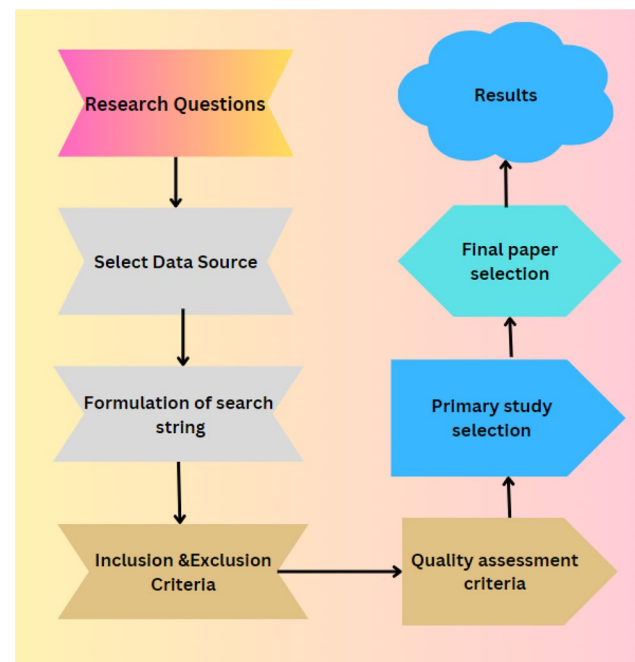 Research Questions
Select Data Source
Formulation of search
string
Inclusion &Exclusion
Criteria
Quality assessment
criteria
Primary study
selection
Final paper
selection
Results